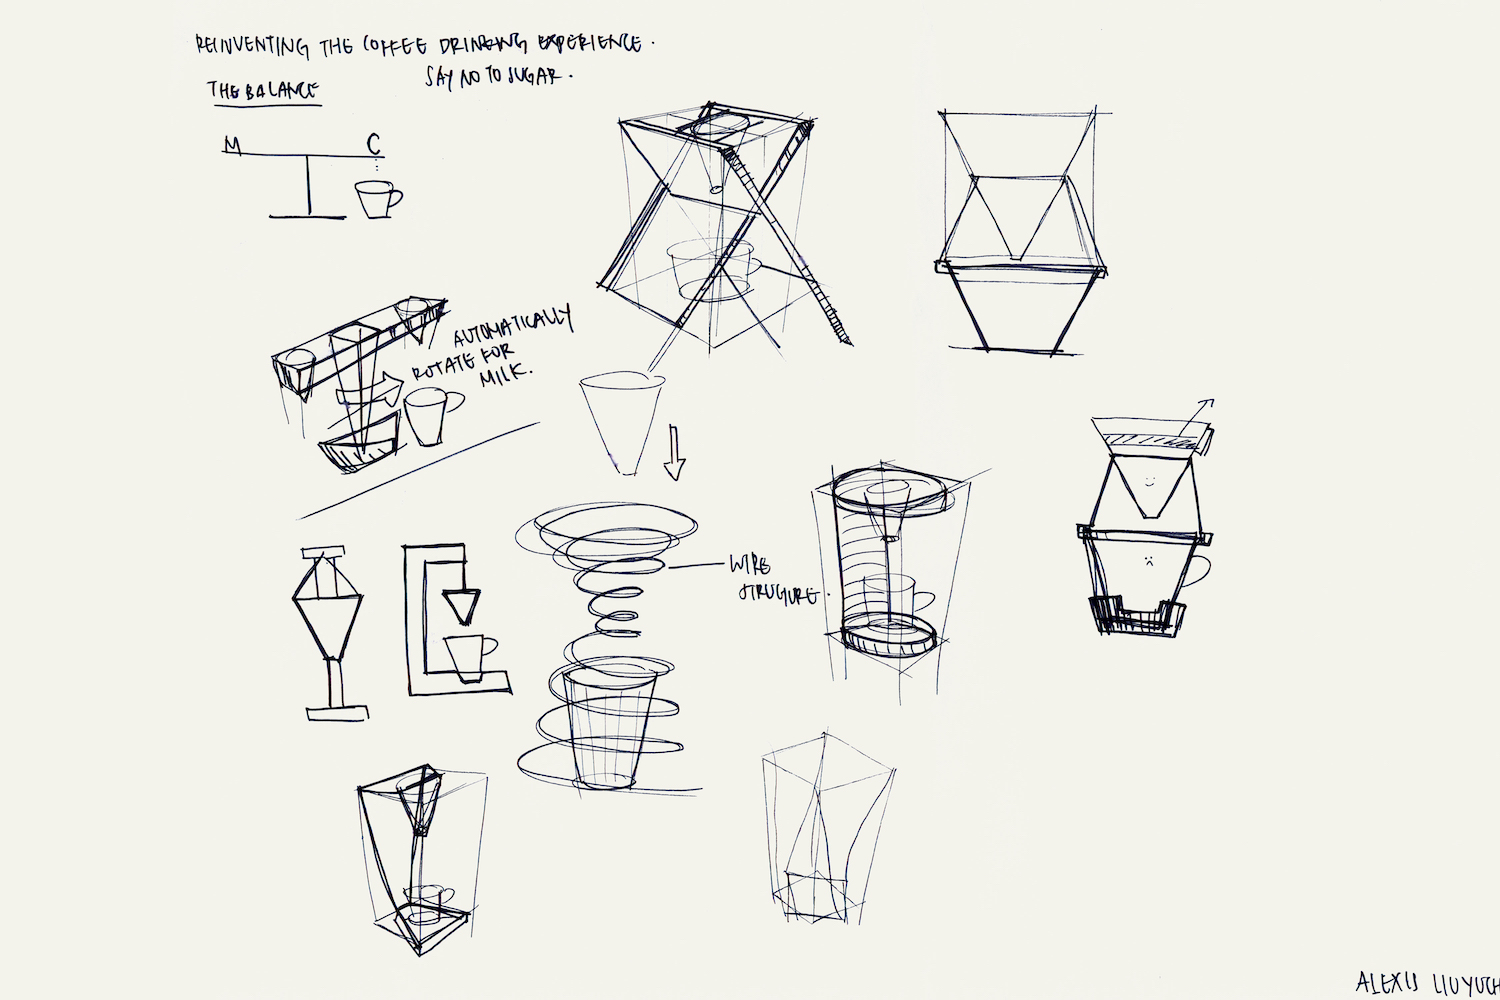 REINVENTING THE COFFEE DRINKING EXPERIENCE.
SAY NO TO SUGAR.
THE BALANCE
M C
AUTOMATICALLY
ROTATE FOR
MILK.
WIRE
STRUCTURE.
ALEXIS LIUYUCH